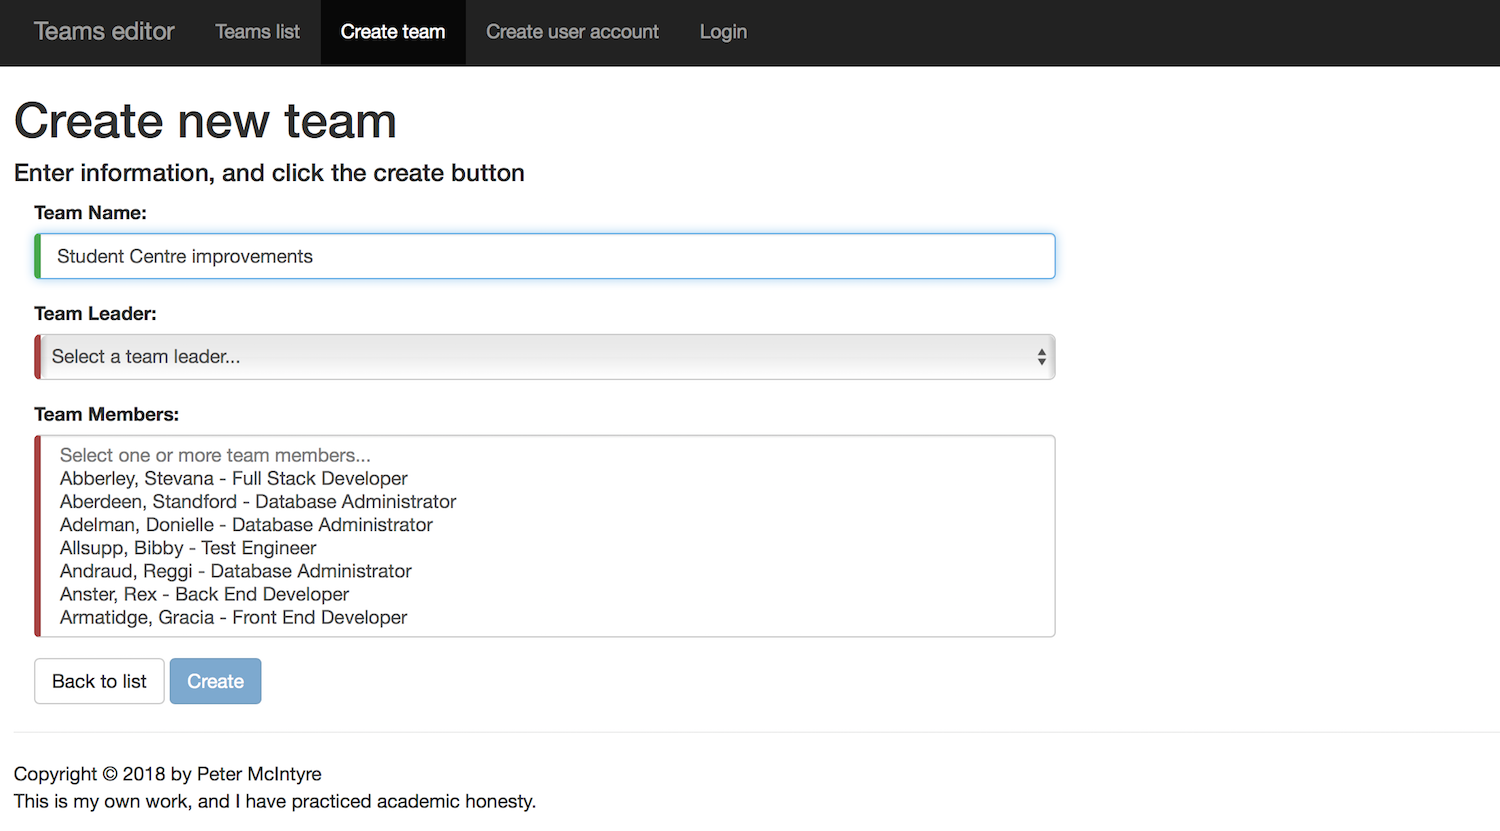 Teams editor Teams list Create team Create user account Login
Create new team
Enter information, and click the create button
Team Name:
Student Centre improvements
Team Leader:
Select a team leader...
Team Members:
Select one or more team members...
Abberley, Stevana - Full Stack Developer
Aberdeen, Standford - Database Administrator
Adelman, Donielle - Database Administrator
Allsupp, Bibby - Test Engineer
Andraud, Reggi - Database Administrator
Anster, Rex - Back End Developer
Armatidge, Gracia - Front End Developer
Back to list Create
Copyright © 2018 by Peter McIntyre
This is my own work, and I have practiced academic honesty.